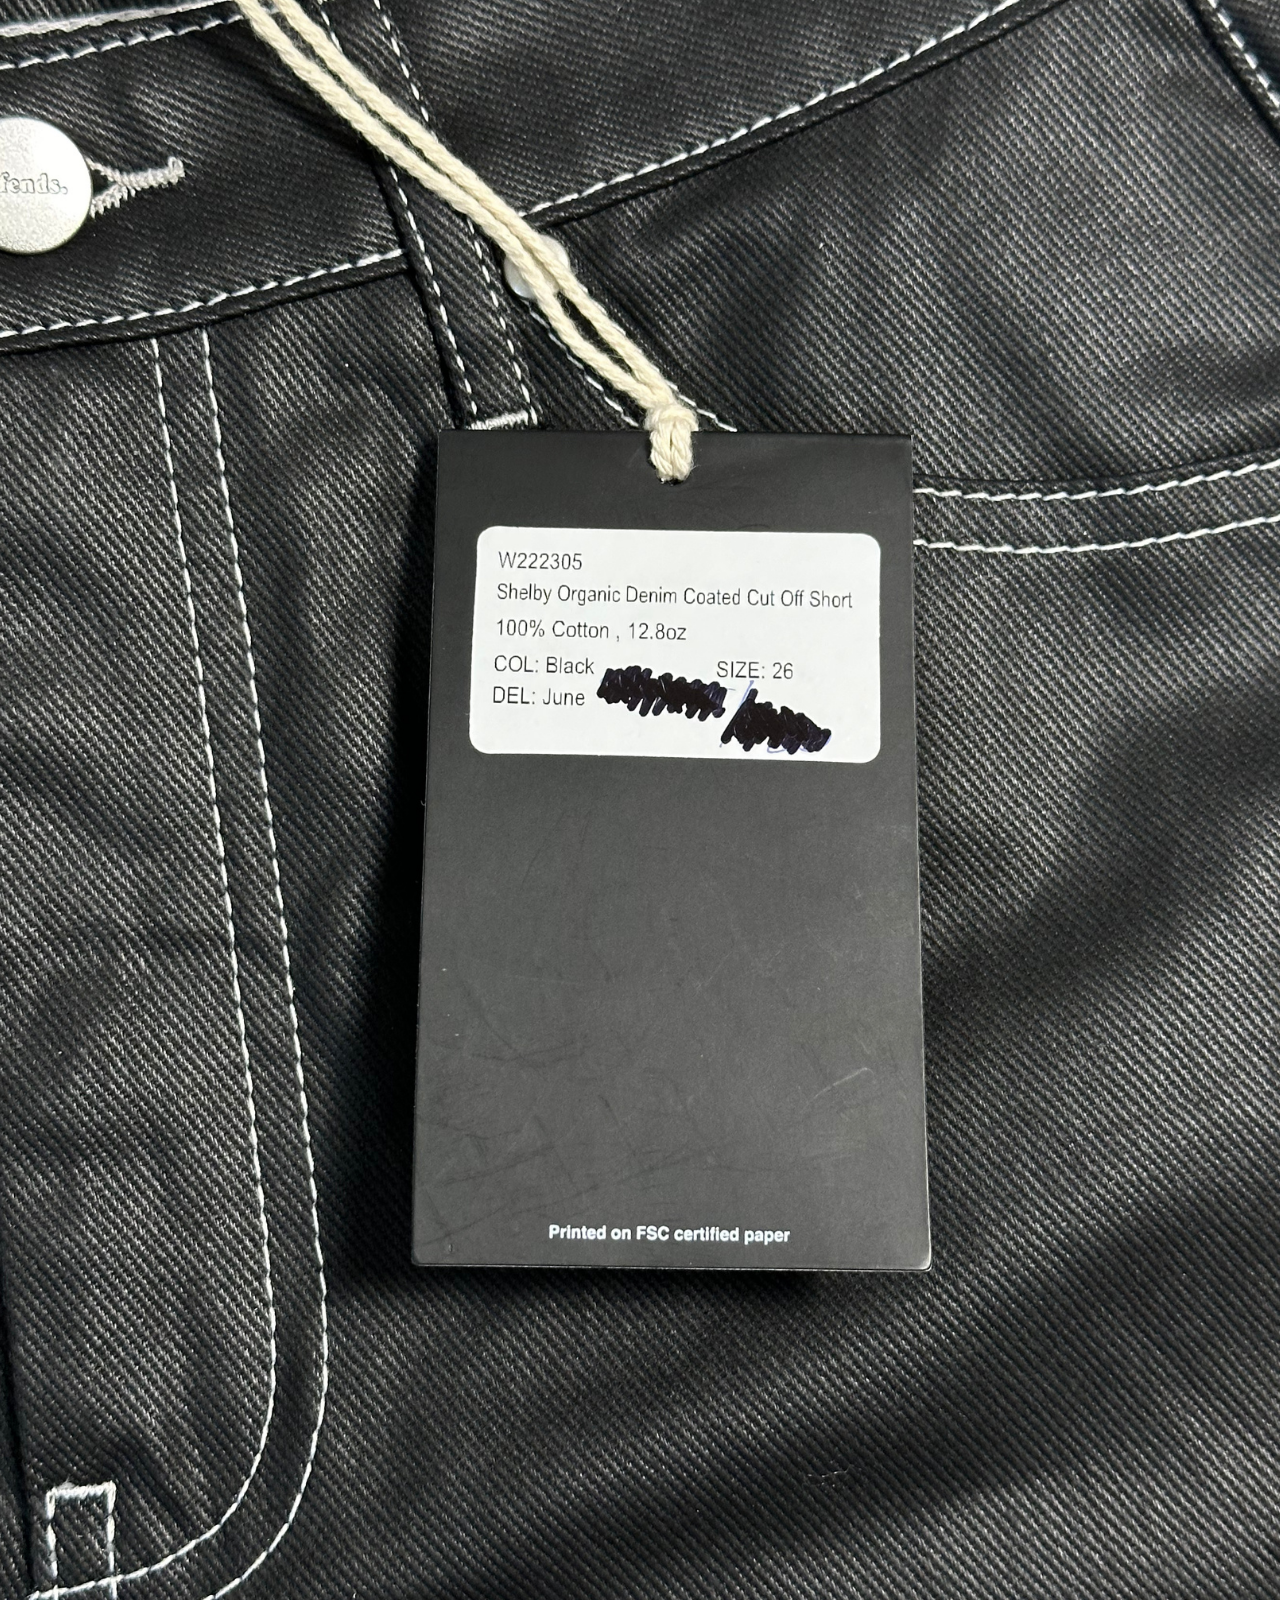 fends.
W222305
Shelby Organic Denim Coated Cut Off Short
100% Cotton , 12.8oz
COL: Black SIZE: 26
DEL: June
Printed on FSC certified paper